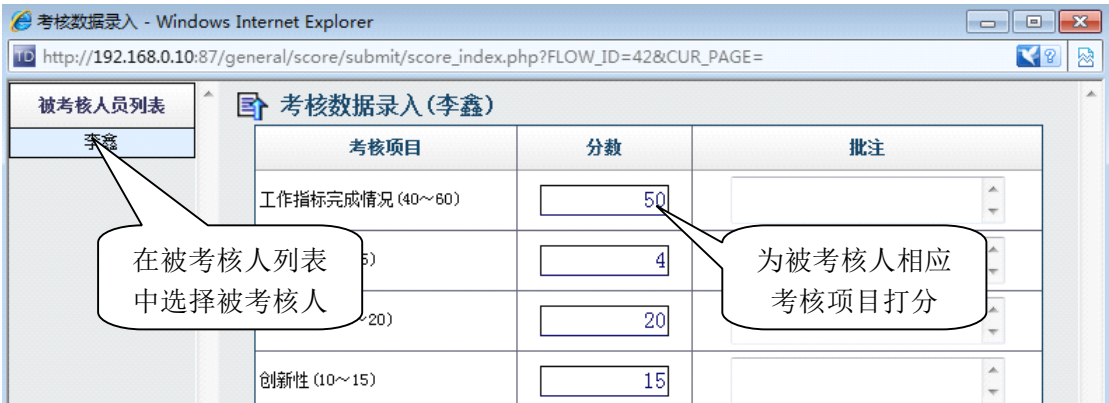 考核数据录入 - Windows Internet Explorer
TD http://192.168.0.10:87/general/score/submit/score_index.php?FLOW_ID=42&CUR_PAGE=
被考核人员列表
李鑫
考核数据录入(李鑫)
考核项目 分数 批注
工作指标完成情况(40~60) 50
5) 4
~20) 20
创新性(10~15) 15
在被考核人列表
中选择被考核人
为被考核人相应
考核项目打分